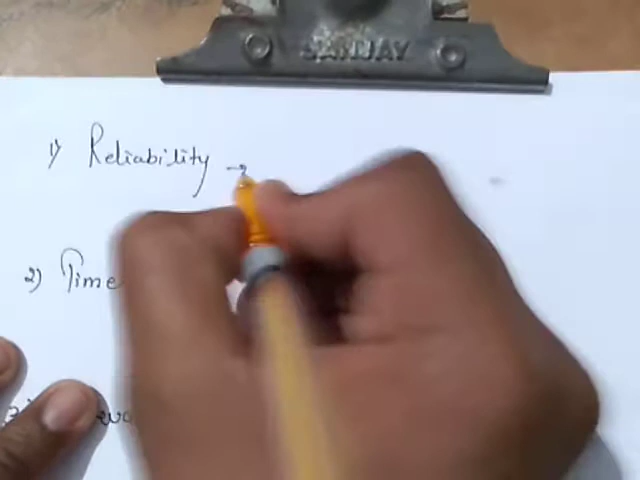 SANJAY
1) Reliability →
2) Time